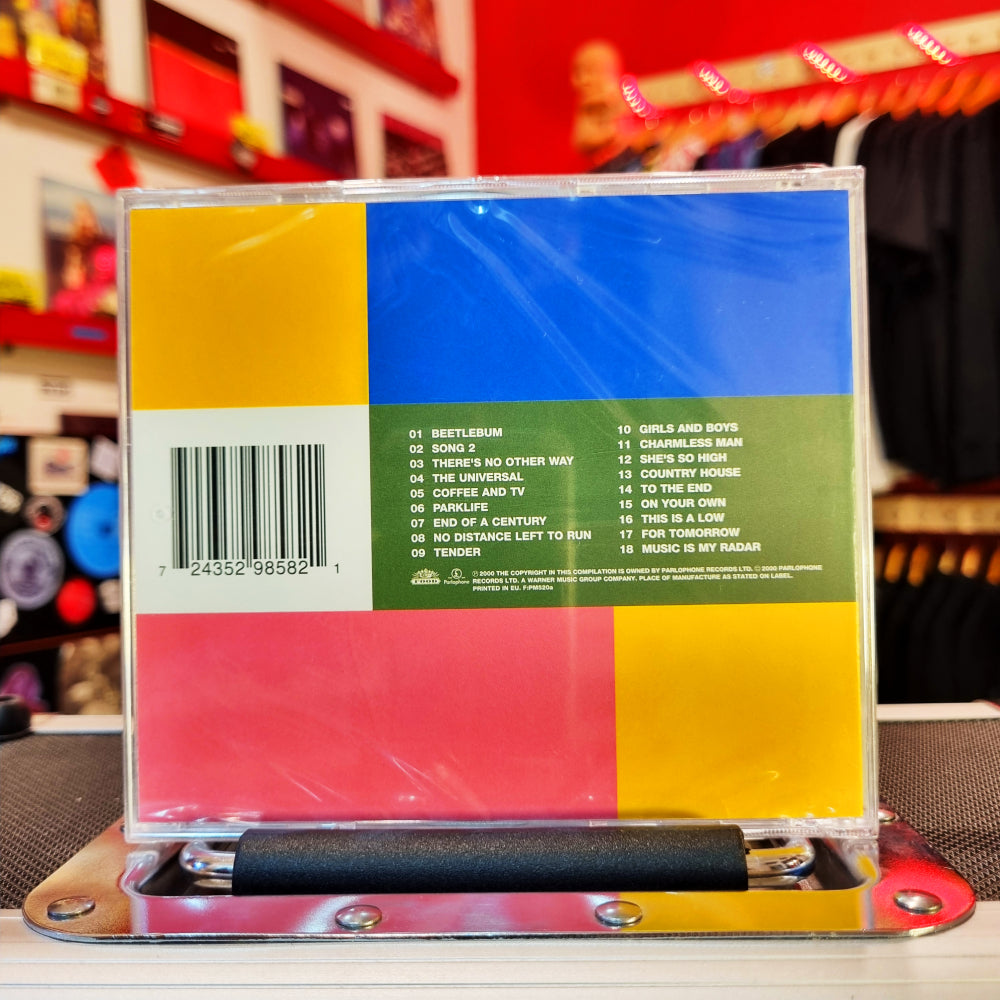 01 BEETLEBUM
02 SONG 2
03 THERE'S NO OTHER WAY
04 THE UNIVERSAL
05 COFFEE AND TV
06 PARKLIFE
07 END OF A CENTURY
08 NO DISTANCE LEFT TO RUN
09 TENDER
10 GIRLS AND BOYS
11 CHARMLESS MAN
12 SHE'S SO HIGH
13 COUNTRY HOUSE
14 TO THE END
15 ON YOUR OWN
16 THIS IS A LOW
17 FOR TOMORROW
18 MUSIC IS MY RADAR
7 24352 98582 1
FOOD
Parlophone
℗ 2000 THE COPYRIGHT IN THIS COMPILATION IS OWNED BY PARLOPHONE RECORDS LTD. © 2000 PARLOPHONE
RECORDS LTD. A WARNER MUSIC GROUP COMPANY. PLACE OF MANUFACTURE AS STATED ON LABEL.
PRINTED IN EU. F:PM520a